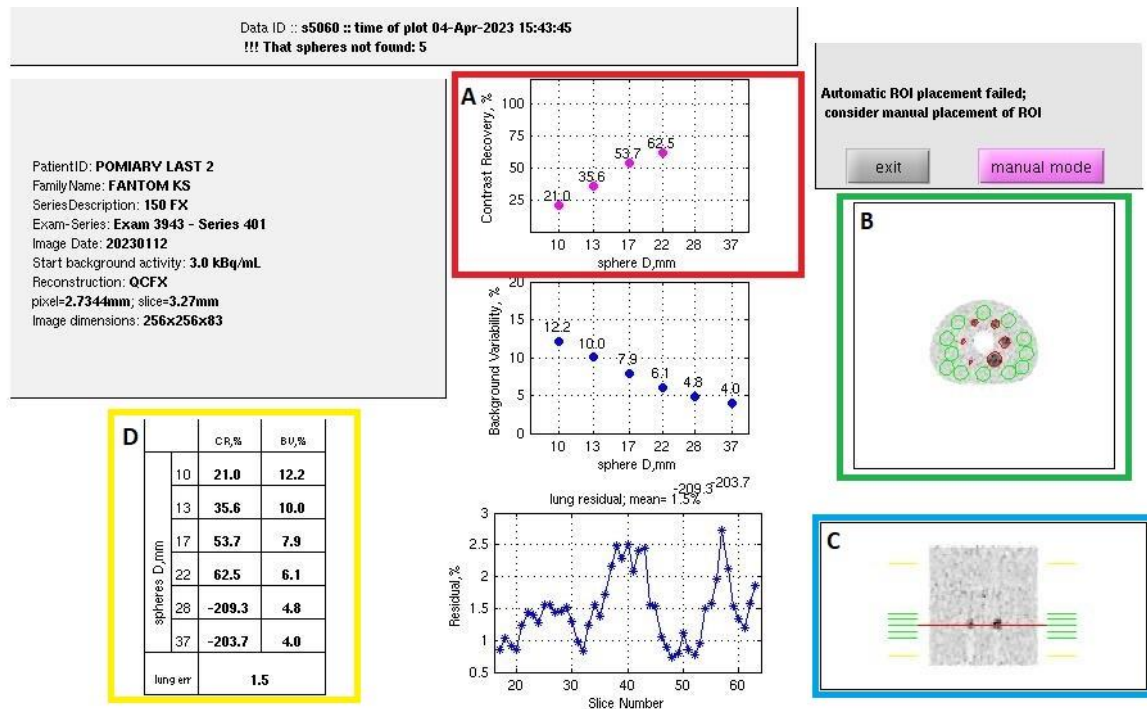 Data ID :: s5060 :: time of plot 04-Apr-2023 15:43:45
!!! That spheres not found: 5
Automatic ROI placement failed;
consider manual placement of ROI
exit
manual mode
PatientID: POMIARY LAST 2
FamilyName: FANTOM KS
SeriesDescription: 150 FX
Exam-Series: Exam 3943 - Series 401
Image Date: 20230112
Start background activity: 3.0 kBq/mL
Reconstruction: QCFX
pixel=2.7344mm; slice=3.27mm
Image dimensions: 256x256x83
A
Contrast Recovery, %
100
75
50
25
21.0
35.6
53.7
62.5
10 13 17 22 28 37
sphere D,mm
B
Background Variability, %
20
15
10
5
0
12.2
10.0
7.9
6.1
4.8
4.0
10 13 17 22 28 37
sphere D,mm
D
CR,% BV,%
spheres D,mm
10 21.0 12.2
13 35.6 10.0
17 53.7 7.9
22 62.5 6.1
28 -209.3 4.8
37 -203.7 4.0
lung err 1.5
-209.3 -203.7
lung residual; mean= 1.5%
Residual,%
3
2.5
2
1.5
1
0.5
20 30 40 50 60
Slice Number
C